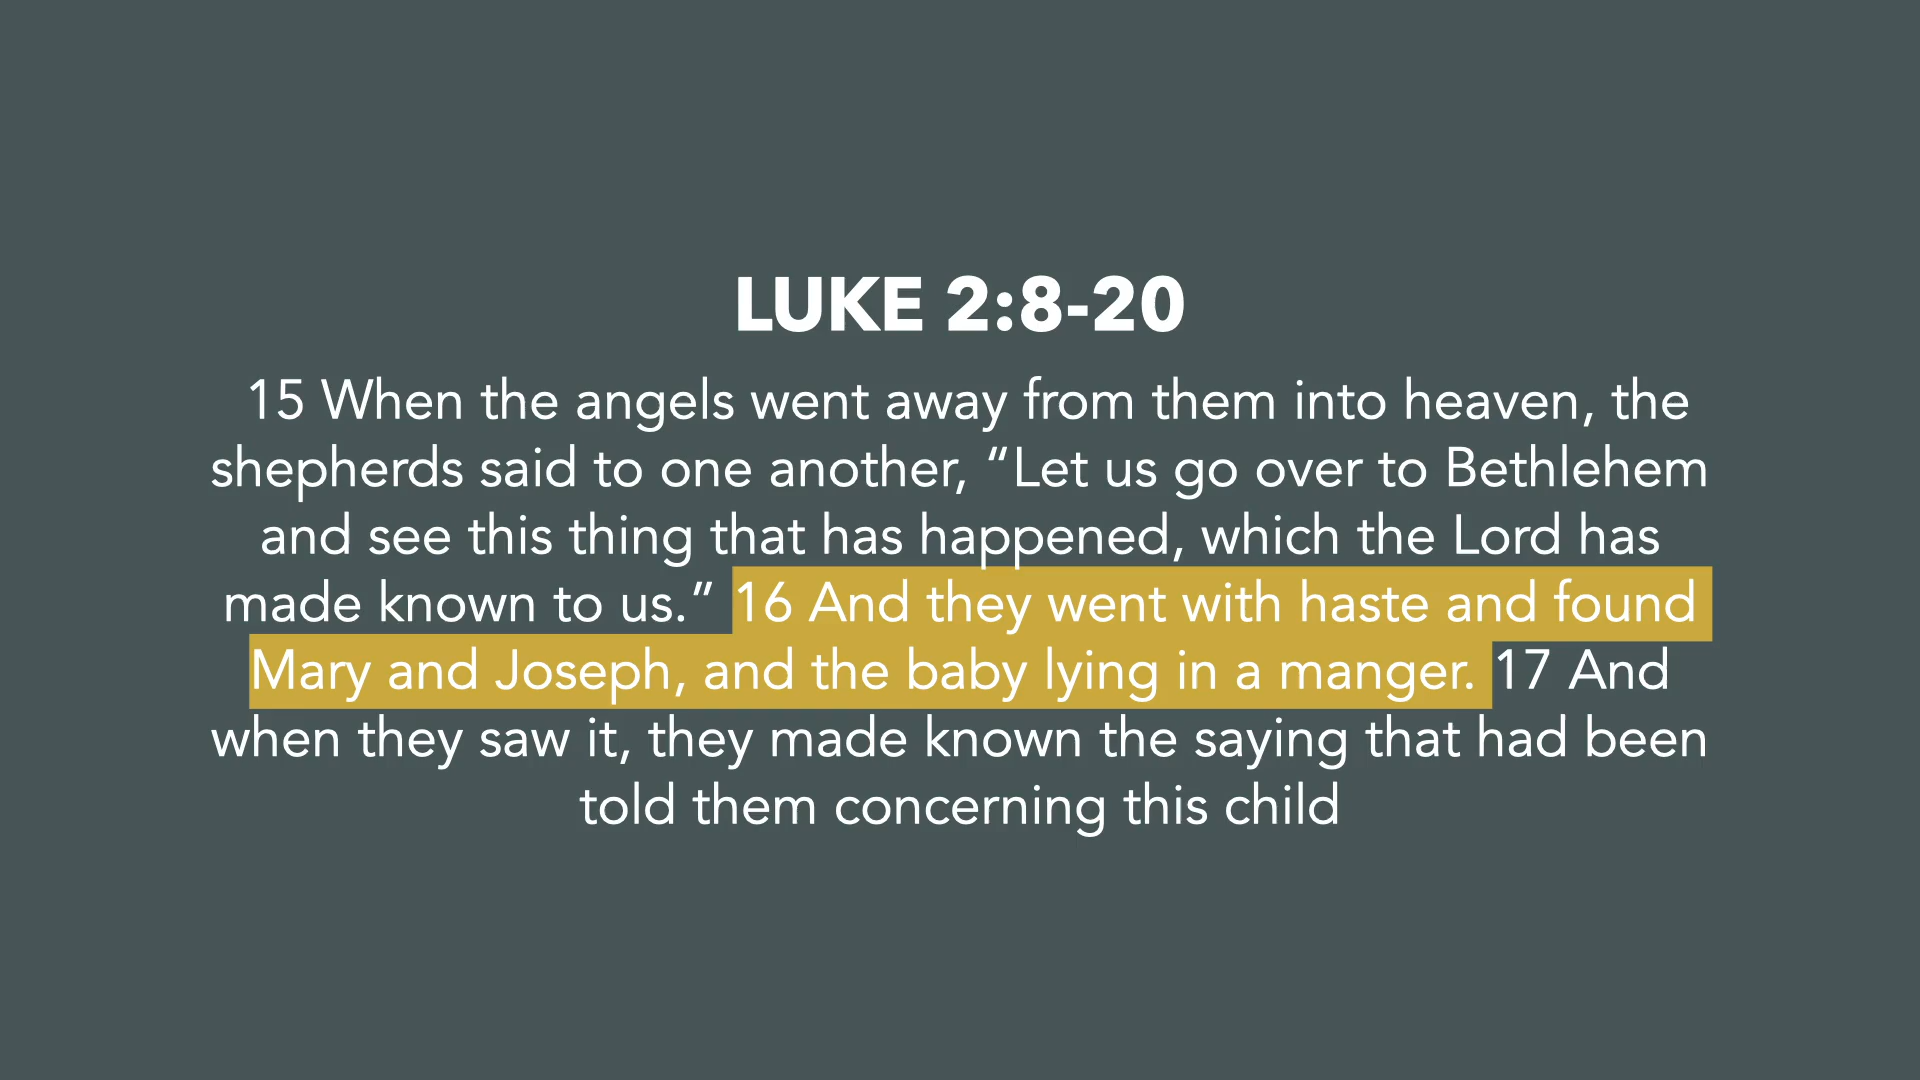 LUKE 2:8-20
15 When the angels went away from them into heaven, the
shepherds said to one another, “Let us go over to Bethlehem
and see this thing that has happened, which the Lord has
made known to us.” 16 And they went with haste and found
Mary and Joseph, and the baby lying in a manger. 17 And
when they saw it, they made known the saying that had been
told them concerning this child